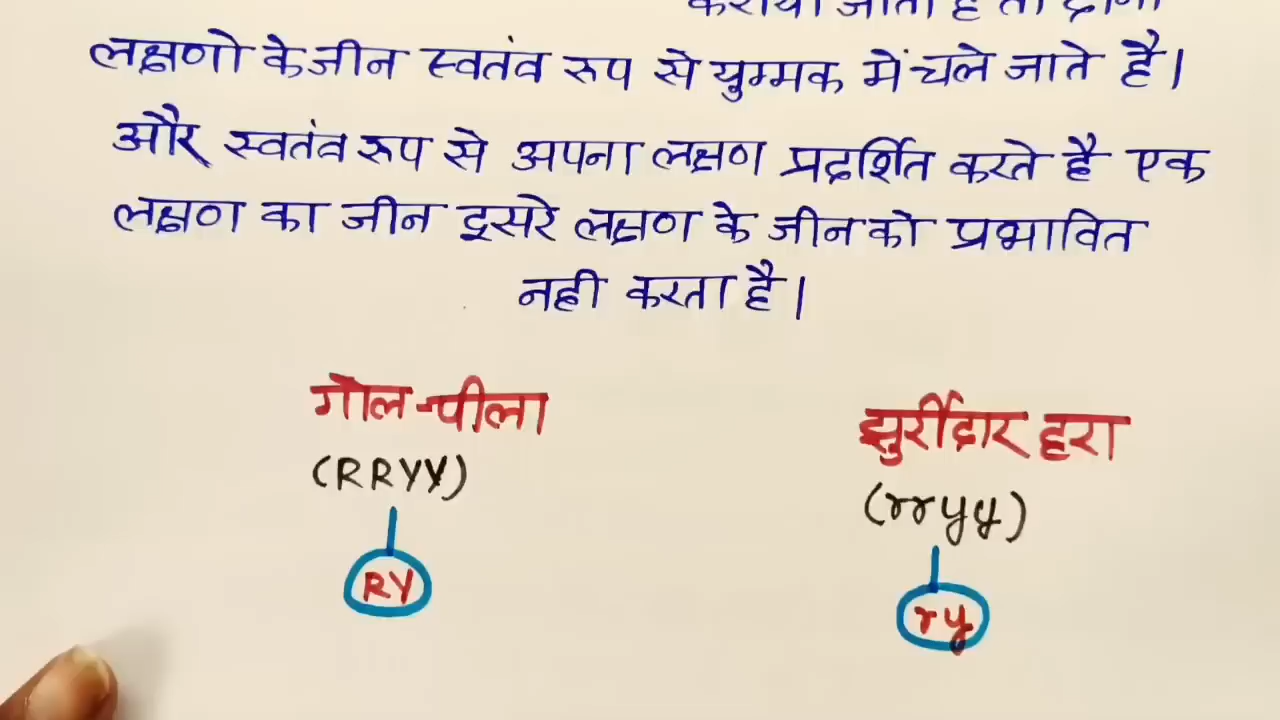 कराया जाता है तो दोनो
लक्षणो के जीन स्वतंत्र रूप से युग्मक में चले जाते है।
और स्वतंत्र रूप से अपना लक्षण प्रदर्शित करते है एक
लक्षण का जीन दूसरे लक्षण के जीन को प्रभावित
नही करता है।
गोल-पीला झुर्रीदार हरा
(RRYY) (rryy)
RY ry